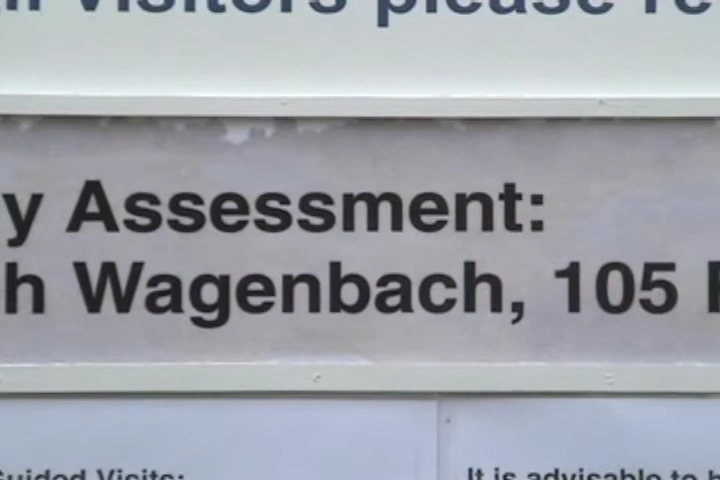 visitors please re
y Assessment:
h Wagenbach, 105
Guided Visits:
It is advisable to b